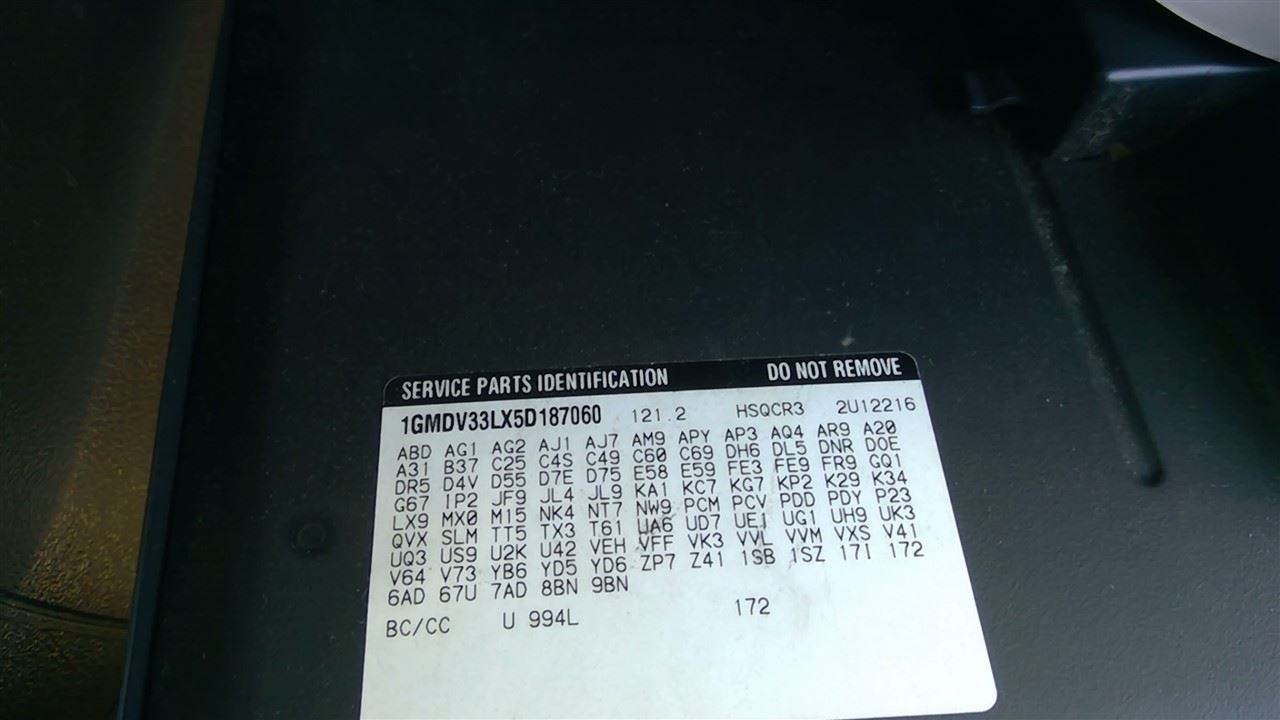 SERVICE PARTS IDENTIFICATION DO NOT REMOVE
1GMDV33LX5D187060 121.2 HSQCR3 2U12216
ABD AG1 AG2 AJ1 AJ7 AM9 APY AP3 AQ4 AR9 A20
A31 B37 C25 C4S C49 C60 C69 DH6 DL5 DNR DOE
DR5 D4V D55 D7E D75 E58 E59 FE3 FE9 FR9 GQ1
G67 IP2 JF9 JL4 JL9 KA1 KC7 KG7 KP2 K29 K34
LX9 MX0 M15 NK4 NT7 NW9 PCM PCV PDD PDY P23
QVX SLM TT5 TX3 T61 UA6 UD7 UE1 UG1 UH9 UK3
UQ3 US9 U2K U42 VEH VFF VK3 VVL VVM VXS V41
V64 V73 YB6 YD5 YD6 ZP7 Z41 1SB 1SZ 17I 172
6AD 67U 7AD 8BN 9BN
BC/CC U 994L 172